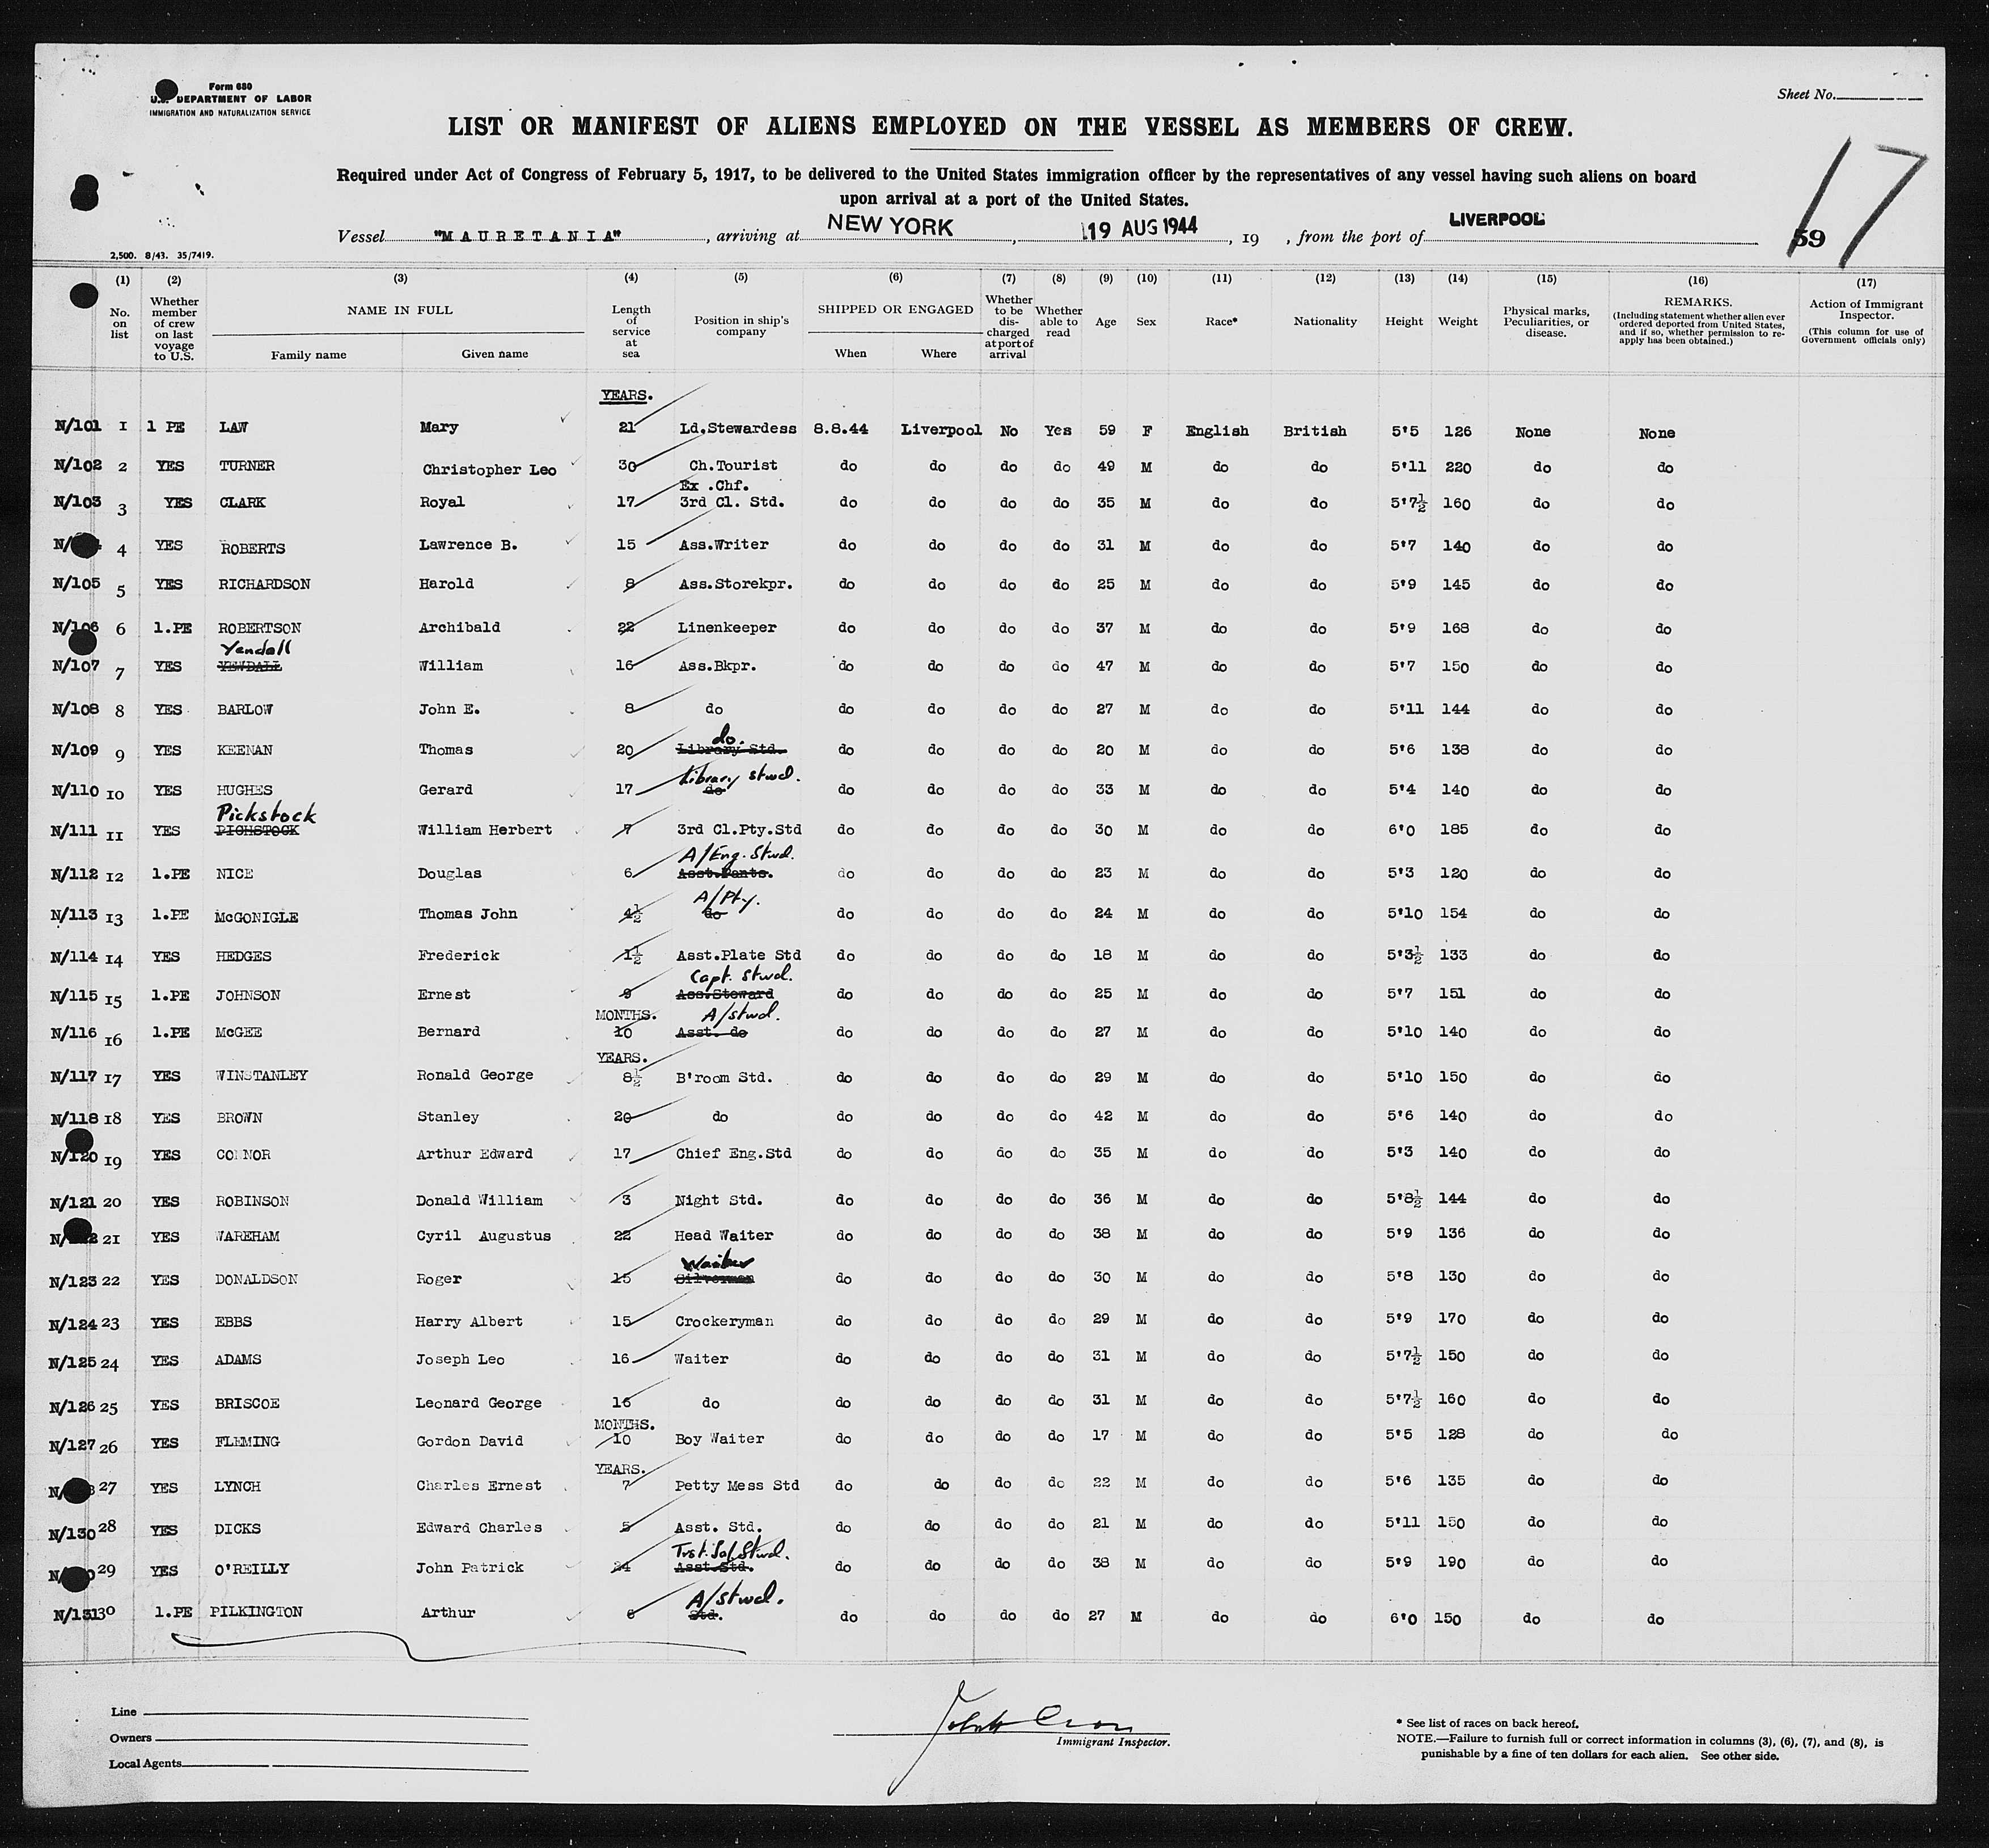 Form 680
U.S. DEPARTMENT OF LABOR
IMMIGRATION AND NATURALIZATION SERVICE
Sheet No.
LIST OR MANIFEST OF ALIENS EMPLOYED ON THE VESSEL AS MEMBERS OF CREW.
17
Required under Act of Congress of February 5, 1917, to be delivered to the United States immigration officer by the representatives of any vessel having such aliens on board
upon arrival at a port of the United States.
Vessel "MAURETANIA", arriving at NEW YORK, 19 AUG 1944, 19 , from the port of LIVERPOOL
59
2,500. 8/43. 35/7419.
(1) (2) (3) (4) (5) (6) (7) (8) (9) (10) (11) (12) (13) (14) (15) (16) (17)
No. on list
Whether member of crew on last voyage to U.S.
NAME IN FULL
Family name Given name
Length of service at sea
Position in ship's company
SHIPPED OR ENGAGED
When Where
Whether to be discharged at port of arrival
Whether able to read
Age
Sex
Race*
Nationality
Height
Weight
Physical marks, Peculiarities, or disease.
REMARKS.
(Including statement whether alien ever ordered deported from United States, and if so, whether permission to re-apply has been obtained.)
Action of Immigrant Inspector.
(This column for use of Government officials only)
YEARS.
N/101 1 1 PE LAW Mary 21 Ld.Stewardess 8.8.44 Liverpool No Yes 59 F English British 5'5 126 None None
N/102 2 YES TURNER Christopher Leo 30 Ch.Tourist do do do do 49 M do do 5'11 220 do do
Ex .Chf.
N/103 3 YES CLARK Royal 17 3rd Cl. Std. do do do do 35 M do do 5'7½ 160 do do
N/ 4 YES ROBERTS Lawrence B. 15 Ass.Writer do do do do 31 M do do 5'7 140 do do
N/105 5 YES RICHARDSON Harold 8 Ass.Storekpr. do do do do 25 M do do 5'9 145 do do
N/106 6 1.PE ROBERTSON Archibald 22 Linenkeeper do do do do 37 M do do 5'9 168 do do
Yendall
N/107 7 YES YEWDALL William 16 Ass.Bkpr. do do do do 47 M do do 5'7 150 do do
N/108 8 YES BARLOW John E. 8 do do do do do 27 M do do 5'11 144 do do
do.
N/109 9 YES KEENAN Thomas 20 Library Std. do do do do 20 M do do 5'6 138 do do
Library stwd.
N/110 10 YES HUGHES Gerard 17 do do do do do 33 M do do 5'4 140 do do
Pickstock
N/111 11 YES PICHSTOCK William Herbert 7 3rd Cl.Pty.Std do do do do 30 M do do 6'0 185 do do
A/Eng. Stwd.
N/112 12 1.PE NICE Douglas 6 Asst.Pants. do do do do 23 M do do 5'3 120 do do
A/Pty.
N/113 13 1.PE McGONIGLE Thomas John 4½ do do do do do 24 M do do 5'10 154 do do
N/114 14 YES HEDGES Frederick 1½ Asst.Plate Std do do do do 18 M do do 5'3½ 133 do do
Capt. Stwd.
N/115 15 1.PE JOHNSON Ernest 9 Ass.Steward do do do do 25 M do do 5'7 151 do do
MONTHS. A/stwd.
N/116 16 1.PE McGEE Bernard 10 Asst. do do do do do 27 M do do 5'10 140 do do
YEARS.
N/117 17 YES WINSTANLEY Ronald George 8½ B'room Std. do do do do 29 M do do 5'10 150 do do
N/118 18 YES BROWN Stanley 20 do do do do do 42 M do do 5'6 140 do do
N/120 19 YES CONNOR Arthur Edward 17 Chief Eng.Std do do do do 35 M do do 5'3 140 do do
N/121 20 YES ROBINSON Donald William 3 Night Std. do do do do 36 M do do 5'8½ 144 do do
N/ 21 YES WAREHAM Cyril Augustus 22 Head Waiter do do do do 38 M do do 5'9 136 do do
Waiter
N/123 22 YES DONALDSON Roger 15 Silverman do do do do 30 M do do 5'8 130 do do
N/124 23 YES EBBS Harry Albert 15 Crockeryman do do do do 29 M do do 5'9 170 do do
N/125 24 YES ADAMS Joseph Leo 16 Waiter do do do do 31 M do do 5'7½ 150 do do
N/126 25 YES BRISCOE Leonard George 16 do do do do do 31 M do do 5'7½ 160 do do
MONTHS.
N/127 26 YES FLEMING Gordon David 10 Boy Waiter do do do do 17 M do do 5'5 128 do do
YEARS.
N/ 27 YES LYNCH Charles Ernest 7 Petty Mess Std do do do do 22 M do do 5'6 135 do do
N/130 28 YES DICKS Edward Charles 5 Asst. Std. do do do do 21 M do do 5'11 150 do do
Tvst. Sal Stwd.
N/ 29 YES O'REILLY John Patrick 24 Asst.Std. do do do do 38 M do do 5'9 190 do do
A/stwd.
N/131 30 1.PE PILKINGTON Arthur 6 Std. do do do do 27 M do do 6'0 150 do do
Line
Owners
Local Agents
Immigrant Inspector.
* See list of races on back hereof.
NOTE.—Failure to furnish full or correct information in columns (3), (6), (7), and (8), is
punishable by a fine of ten dollars for each alien. See other side.